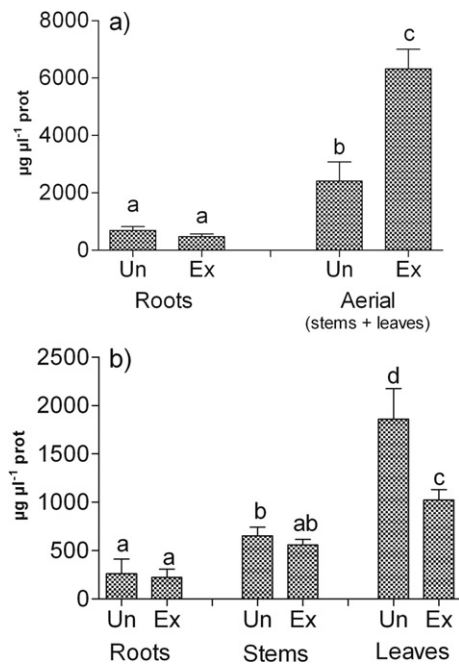 a)
8000
6000
4000
2000
0
µg µl⁻¹ prot
a
a
b
c
Un Ex Un Ex
Roots Aerial
(stems + leaves)
b)
2500
2000
1500
1000
500
0
µg µl⁻¹ prot
a
a
b
ab
d
c
Un Ex Un Ex Un Ex
Roots Stems Leaves